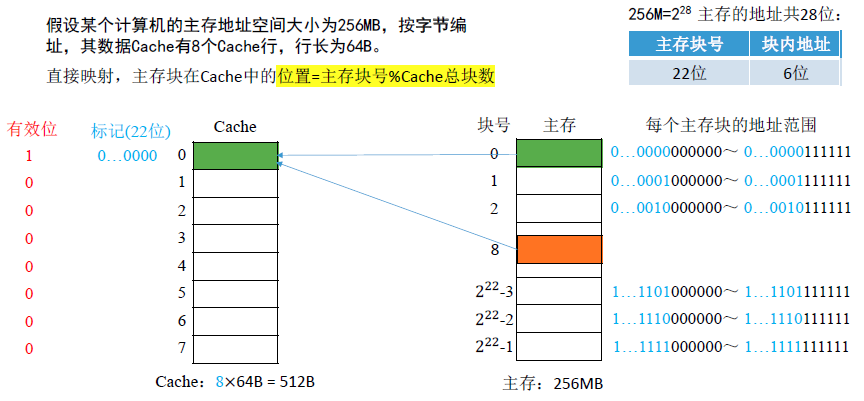 假设某个计算机的主存地址空间大小为256MB，按字节编
址，其数据Cache有8个Cache行，行长为64B。
直接映射，主存块在Cache中的位置=主存块号%Cache总块数
256M=2²⁸ 主存的地址共28位：
主存块号 块内地址
22位 6位
有效位 标记(22位) Cache 块号 主存 每个主存块的地址范围
1 0…0000 0 0 0…0000000000～ 0…0000111111
0 1 1 0…0001000000～ 0…0001111111
0 2 2 0…0010000000～ 0…0010111111
0 3 8
0 4
0 5 2²²-3 1…1101000000～ 1…1101111111
0 6 2²²-2 1…1110000000～ 1…1110111111
0 7 2²²-1 1…1111000000～ 1…1111111111
Cache：8×64B = 512B 主存：256MB